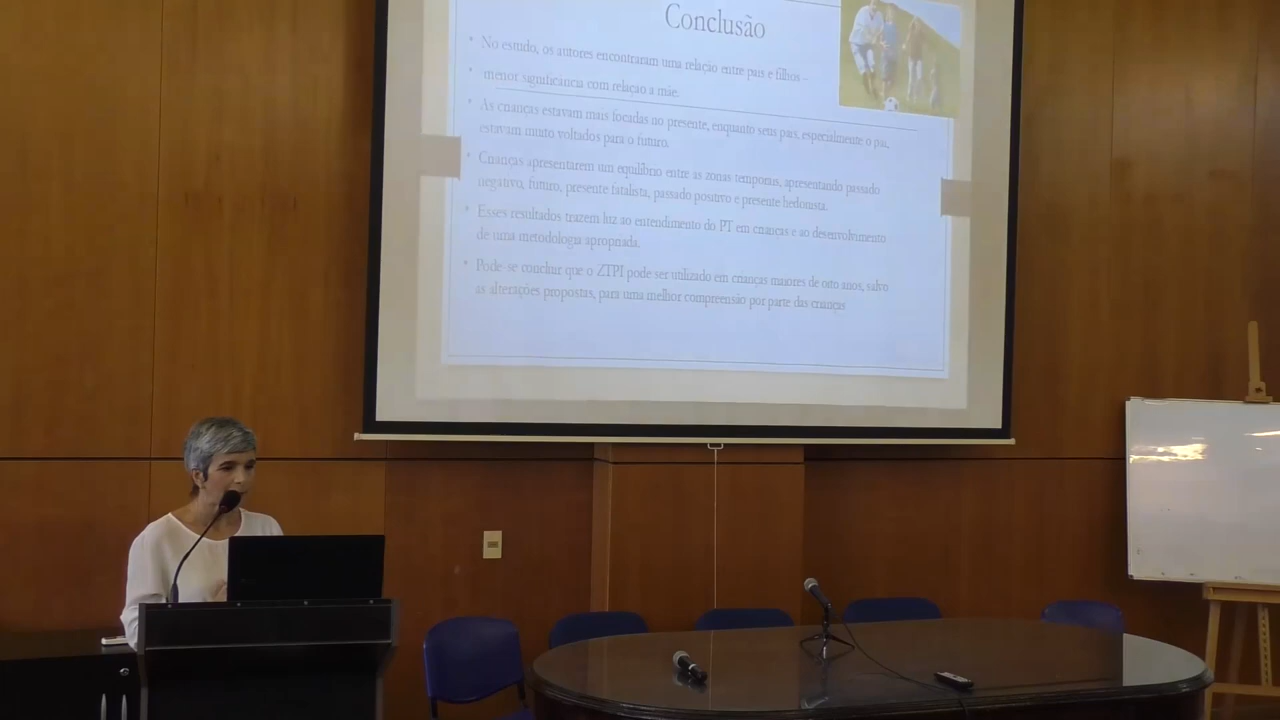 Conclusão
• No estudo, os autores encontraram uma relação entre pais e filhos –
• menor significância com relação a mãe.
• As crianças estavam mais focadas no presente, enquanto seus pais, especialmente o pai,
estavam muito voltados para o futuro.
• Crianças apresentarem um equilíbrio entre as zonas temporais, apresentando passado
negativo, futuro, presente fatalista, passado positivo e presente hedonista.
• Esses resultados trazem luz ao entendimento do PT em crianças e ao desenvolvimento
de uma metodologia apropriada.
• Pode-se concluir que o ZTPI pode ser utilizado em crianças maiores de oito anos, salvo
as alterações propostas, para uma melhor compreensão por parte das crianças